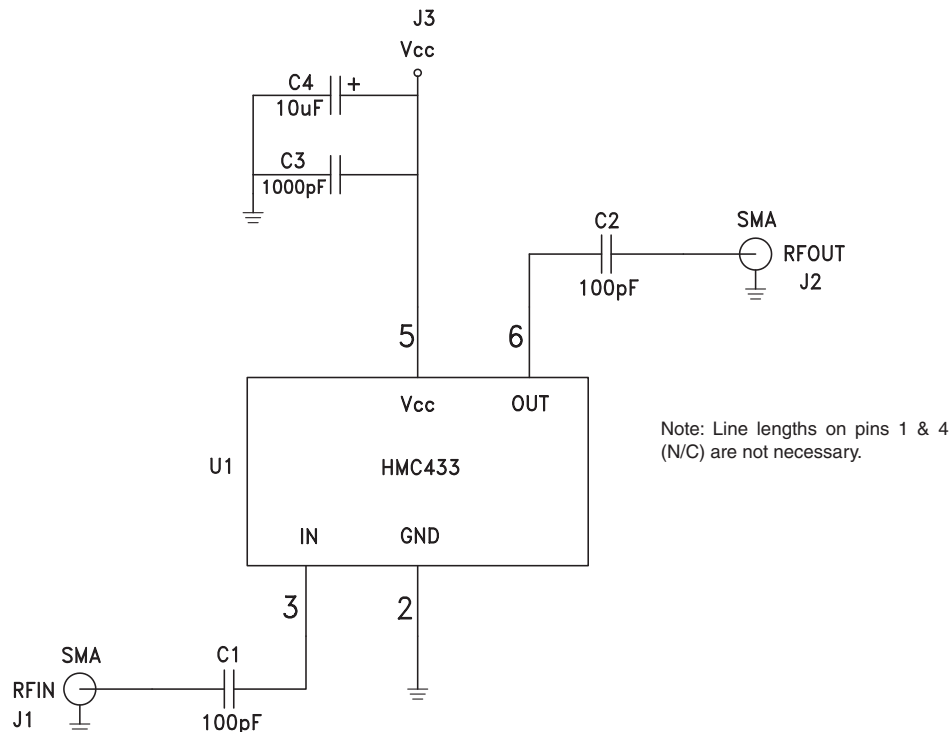 J3
Vcc
C4
+
10uF
C3
1000pF
C2
100pF
SMA
RFOUT
J2
5
6
Vcc
OUT
U1
HMC433
IN
GND
Note: Line lengths on pins 1 & 4
(N/C) are not necessary.
3
2
SMA
RFIN
J1
C1
100pF